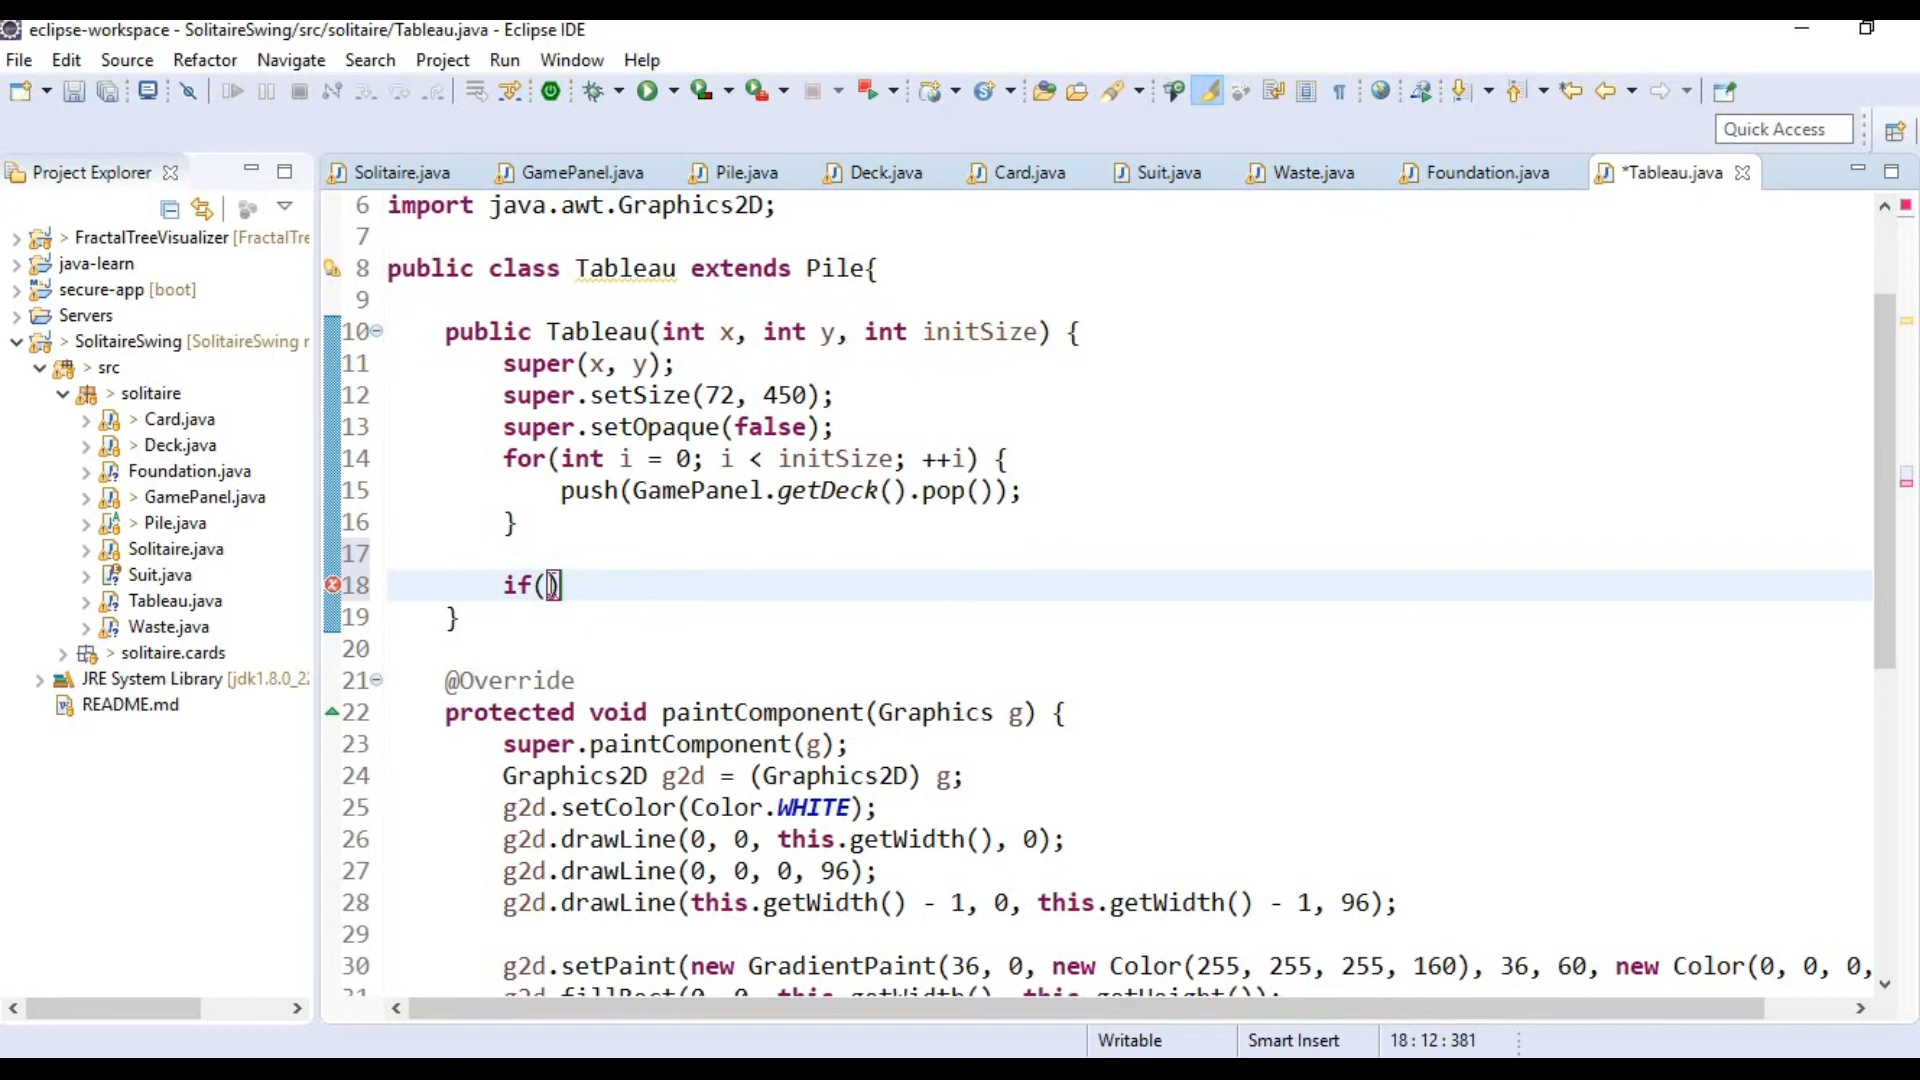 eclipse-workspace - SolitaireSwing/src/solitaire/Tableau.java - Eclipse IDE
File Edit Source Refactor Navigate Search Project Run Window Help
Quick Access
Project Explorer
Solitaire.java GamePanel.java Pile.java Deck.java Card.java Suit.java Waste.java Foundation.java *Tableau.java
> FractalTreeVisualizer [FractalTre
java-learn
secure-app [boot]
Servers
> SolitaireSwing [SolitaireSwing r
> src
> solitaire
> Card.java
> Deck.java
Foundation.java
> GamePanel.java
> Pile.java
Solitaire.java
Suit.java
Tableau.java
Waste.java
> solitaire.cards
JRE System Library [jdk1.8.0_2
README.md
6 import java.awt.Graphics2D;
7
8 public class Tableau extends Pile{
9
10 public Tableau(int x, int y, int initSize) {
11 super(x, y);
12 super.setSize(72, 450);
13 super.setOpaque(false);
14 for(int i = 0; i < initSize; ++i) {
15 push(GamePanel.getDeck().pop());
16 }
17
18 if()
19 }
20
21 @Override
22 protected void paintComponent(Graphics g) {
23 super.paintComponent(g);
24 Graphics2D g2d = (Graphics2D) g;
25 g2d.setColor(Color.WHITE);
26 g2d.drawLine(0, 0, this.getWidth(), 0);
27 g2d.drawLine(0, 0, 0, 96);
28 g2d.drawLine(this.getWidth() - 1, 0, this.getWidth() - 1, 96);
29
30 g2d.setPaint(new GradientPaint(36, 0, new Color(255, 255, 255, 160), 36, 60, new Color(0, 0, 0,
31 g2d.fillRect(0, 0, this.getWidth(), this.getHeight());
Writable Smart Insert 18 : 12 : 381